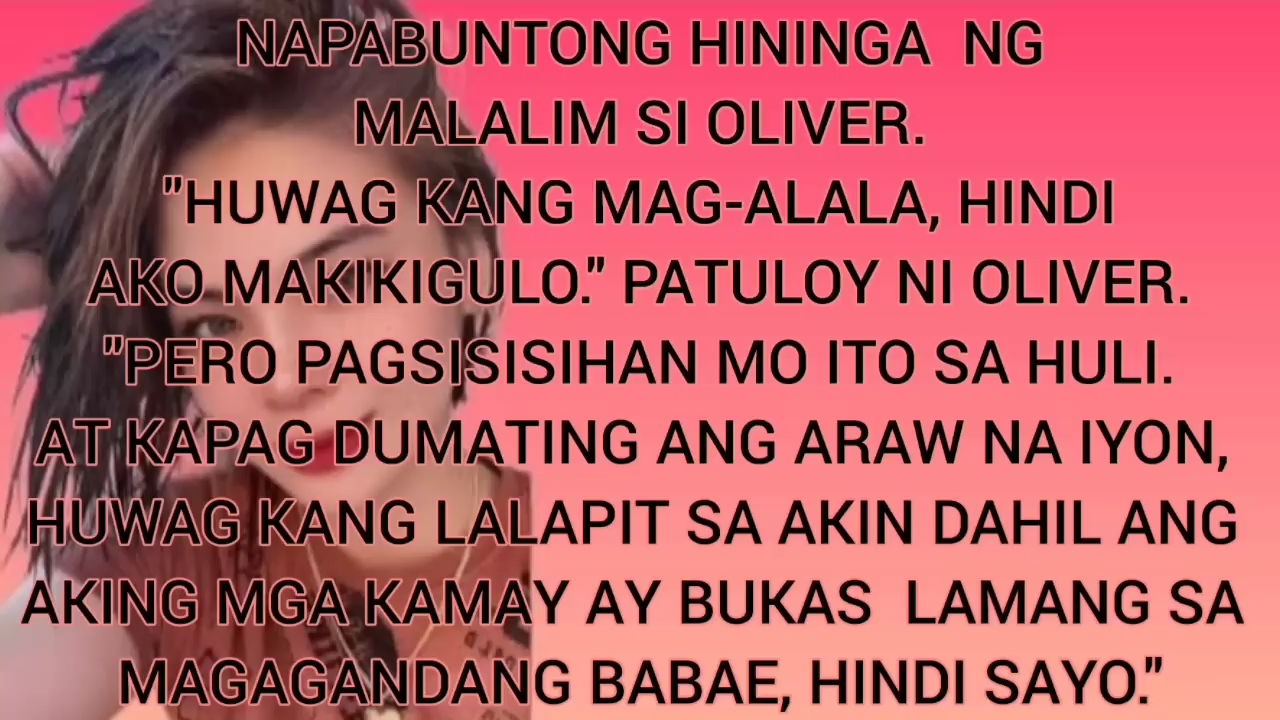 NAPABUNTONG HININGA  NG
MALALIM SI OLIVER.
"HUWAG KANG MAG-ALALA, HINDI
AKO MAKIKIGULO." PATULOY NI OLIVER.
"PERO PAGSISISIHAN MO ITO SA HULI.
AT KAPAG DUMATING ANG ARAW NA IYON,
HUWAG KANG LALAPIT SA AKIN DAHIL ANG
AKING MGA KAMAY AY BUKAS  LAMANG SA
MAGAGANDANG BABAE, HINDI SAYO."